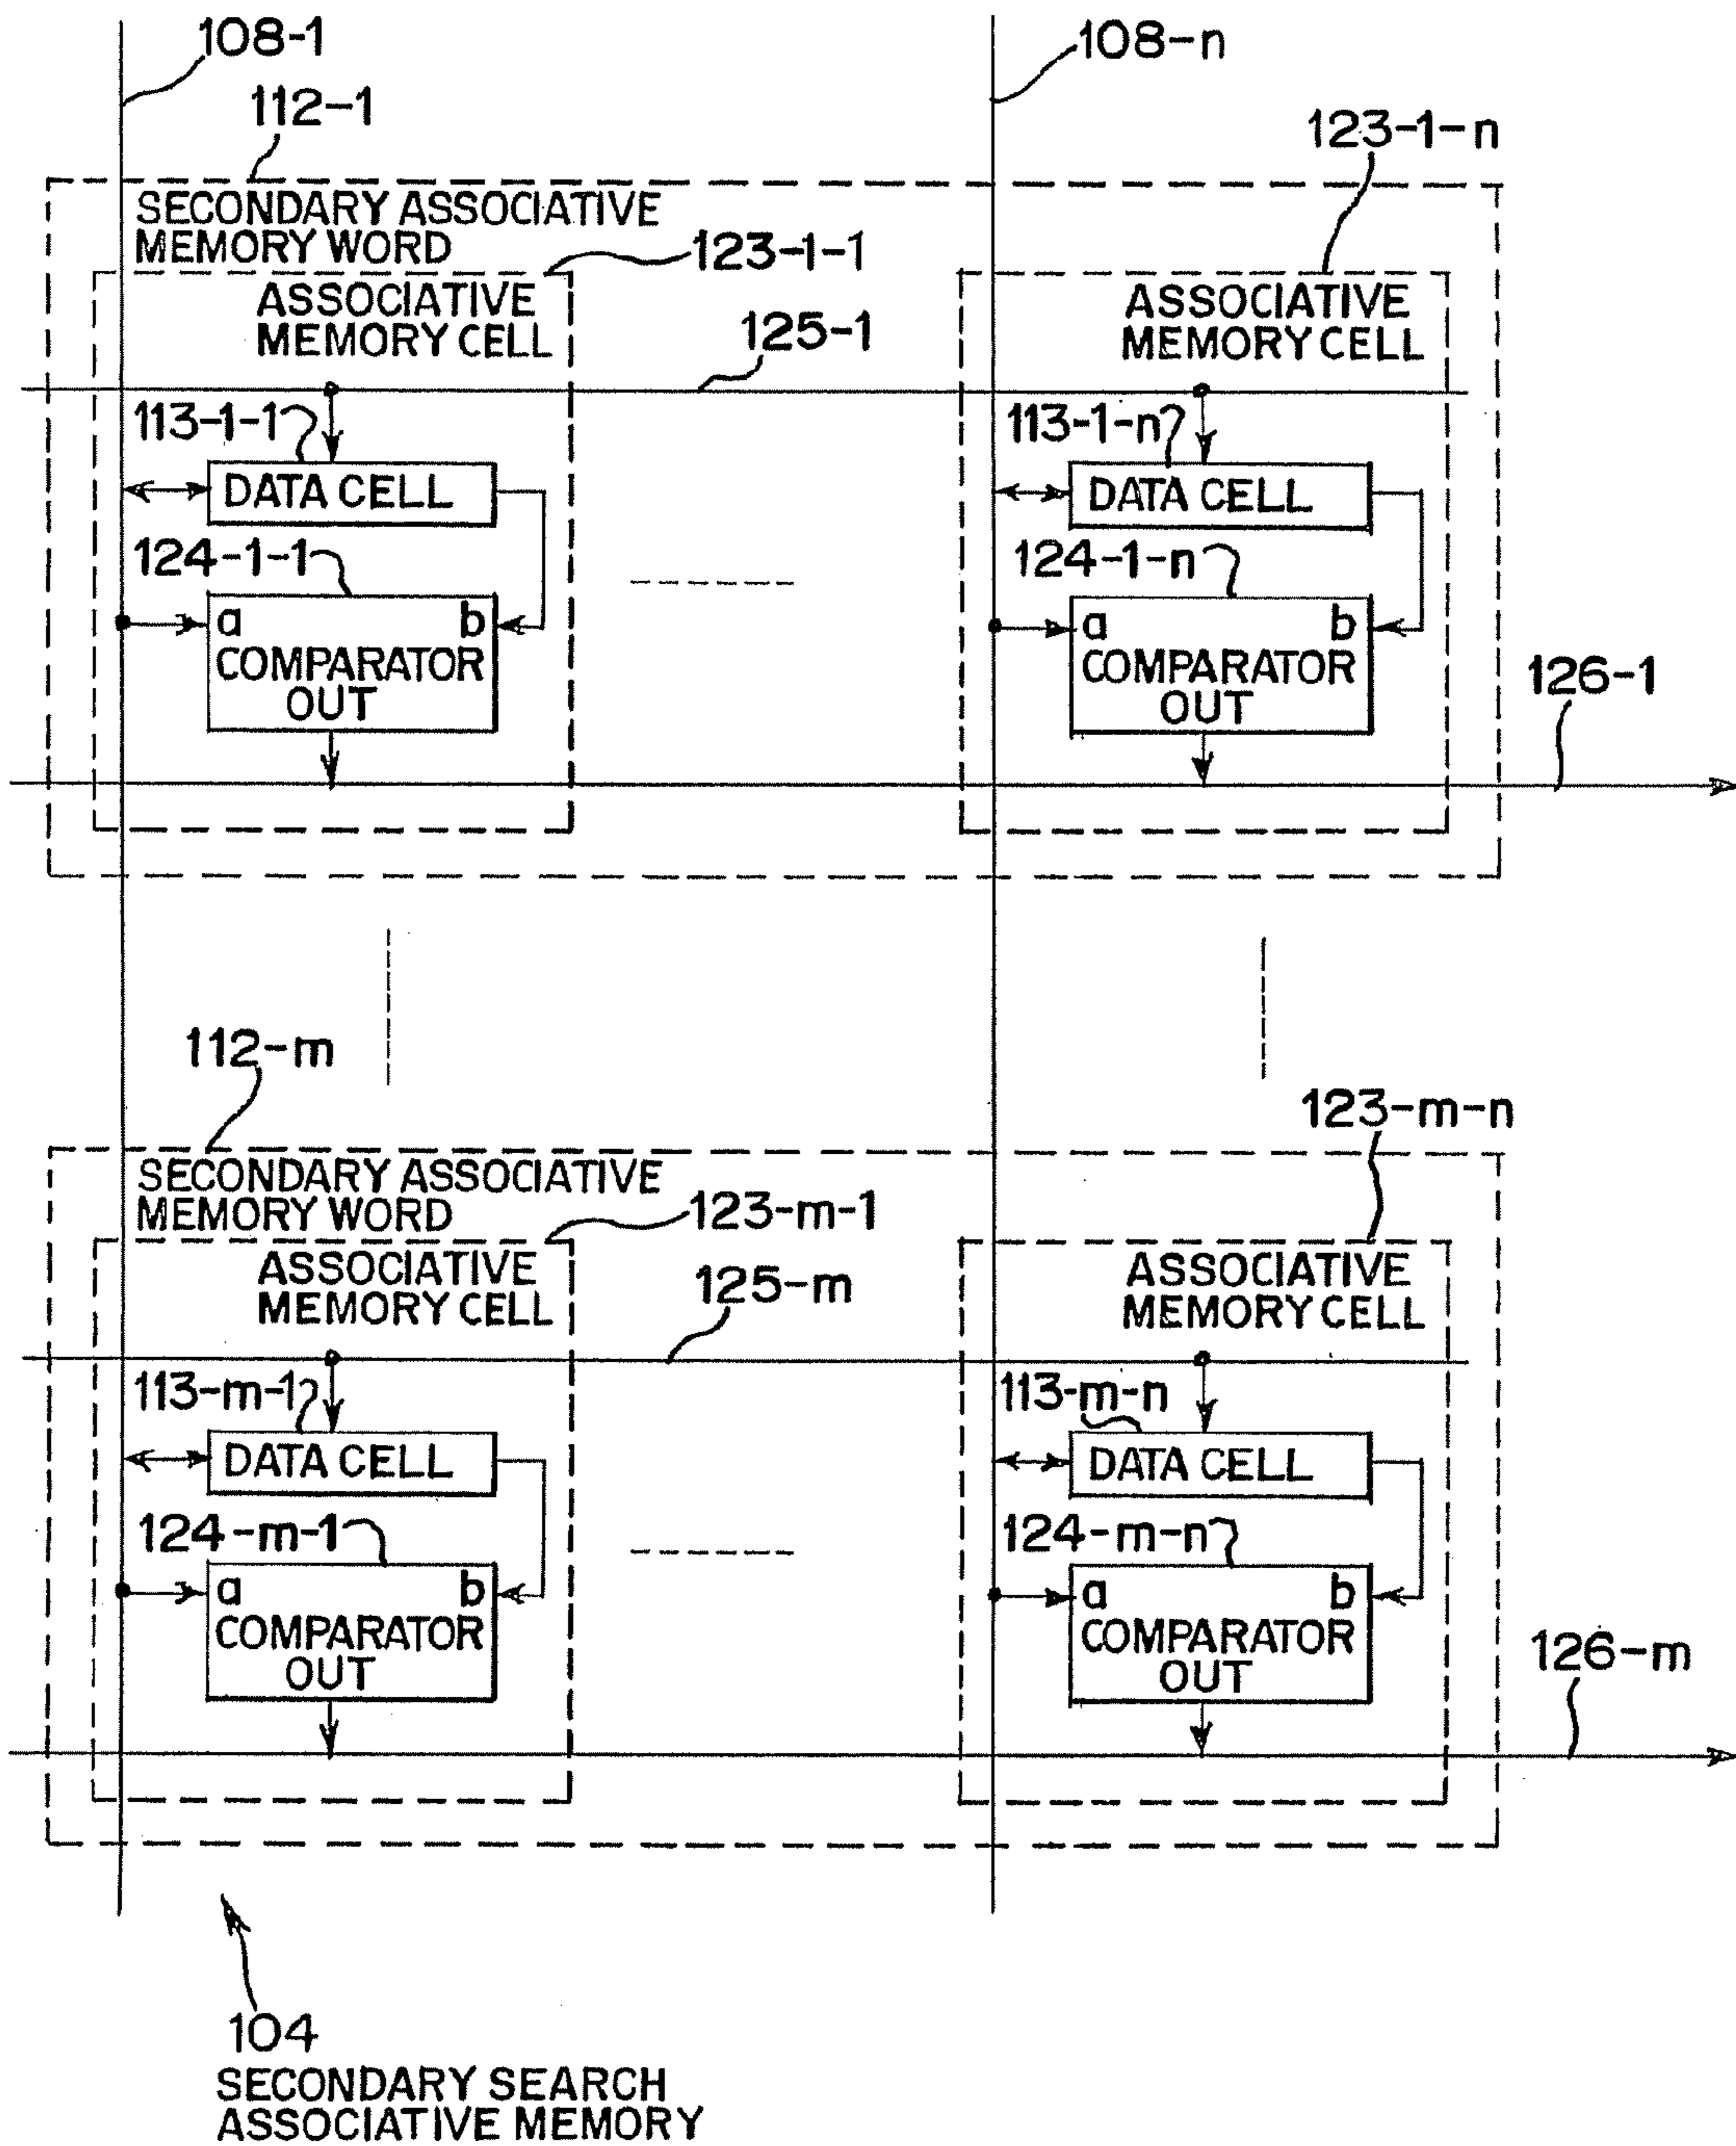 108-1
108-n
112-1
123-1-n
SECONDARY ASSOCIATIVE
MEMORY WORD
123-1-1
ASSOCIATIVE
MEMORY CELL
125-1
ASSOCIATIVE
MEMORY CELL
113-1-1
113-1-n
DATA CELL
DATA CELL
124-1-1
124-1-n
a b
COMPARATOR
OUT
a b
COMPARATOR
OUT
126-1
112-m
123-m-n
SECONDARY ASSOCIATIVE
MEMORY WORD
123-m-1
ASSOCIATIVE
MEMORY CELL
125-m
ASSOCIATIVE
MEMORY CELL
113-m-1
113-m-n
DATA CELL
DATA CELL
124-m-1
124-m-n
a b
COMPARATOR
OUT
a b
COMPARATOR
OUT
126-m
104
SECONDARY SEARCH
ASSOCIATIVE MEMORY